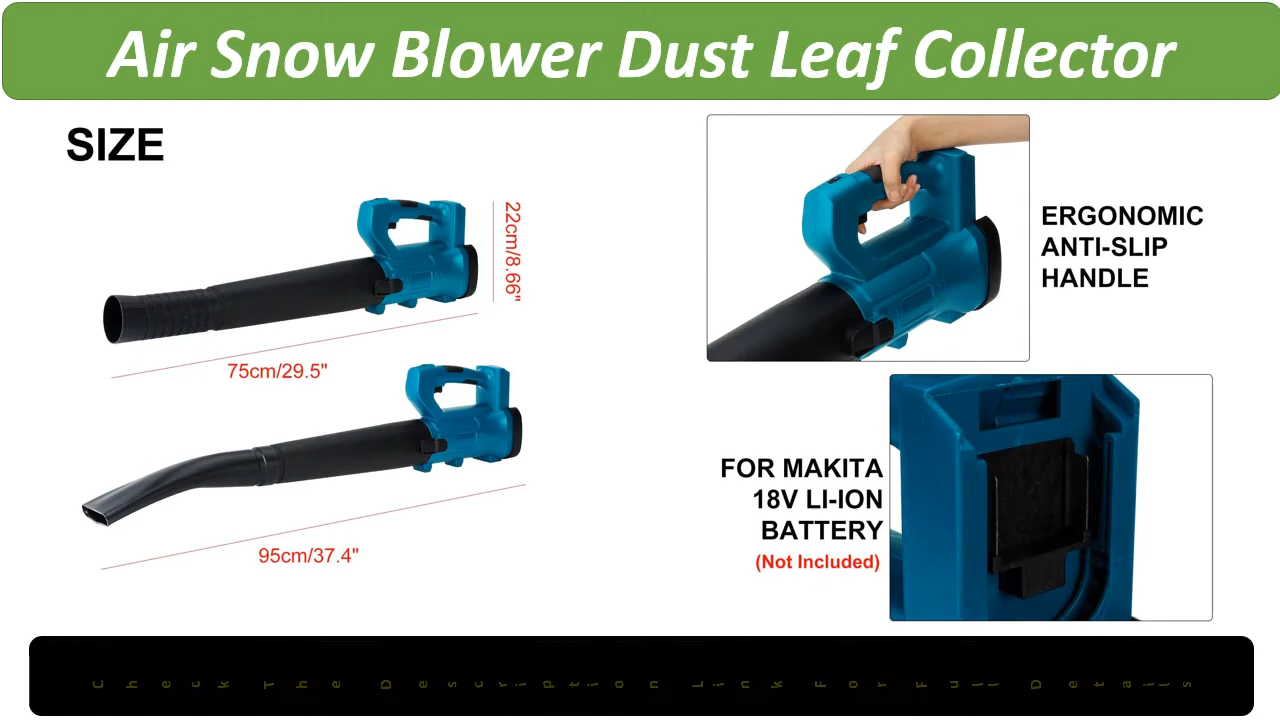 Air Snow Blower Dust Leaf Collector
SIZE
22cm/8.66"
75cm/29.5"
95cm/37.4"
ERGONOMIC
ANTI-SLIP
HANDLE
FOR MAKITA
18V LI-ION
BATTERY
(Not Included)
Check The Description Link For Full Details